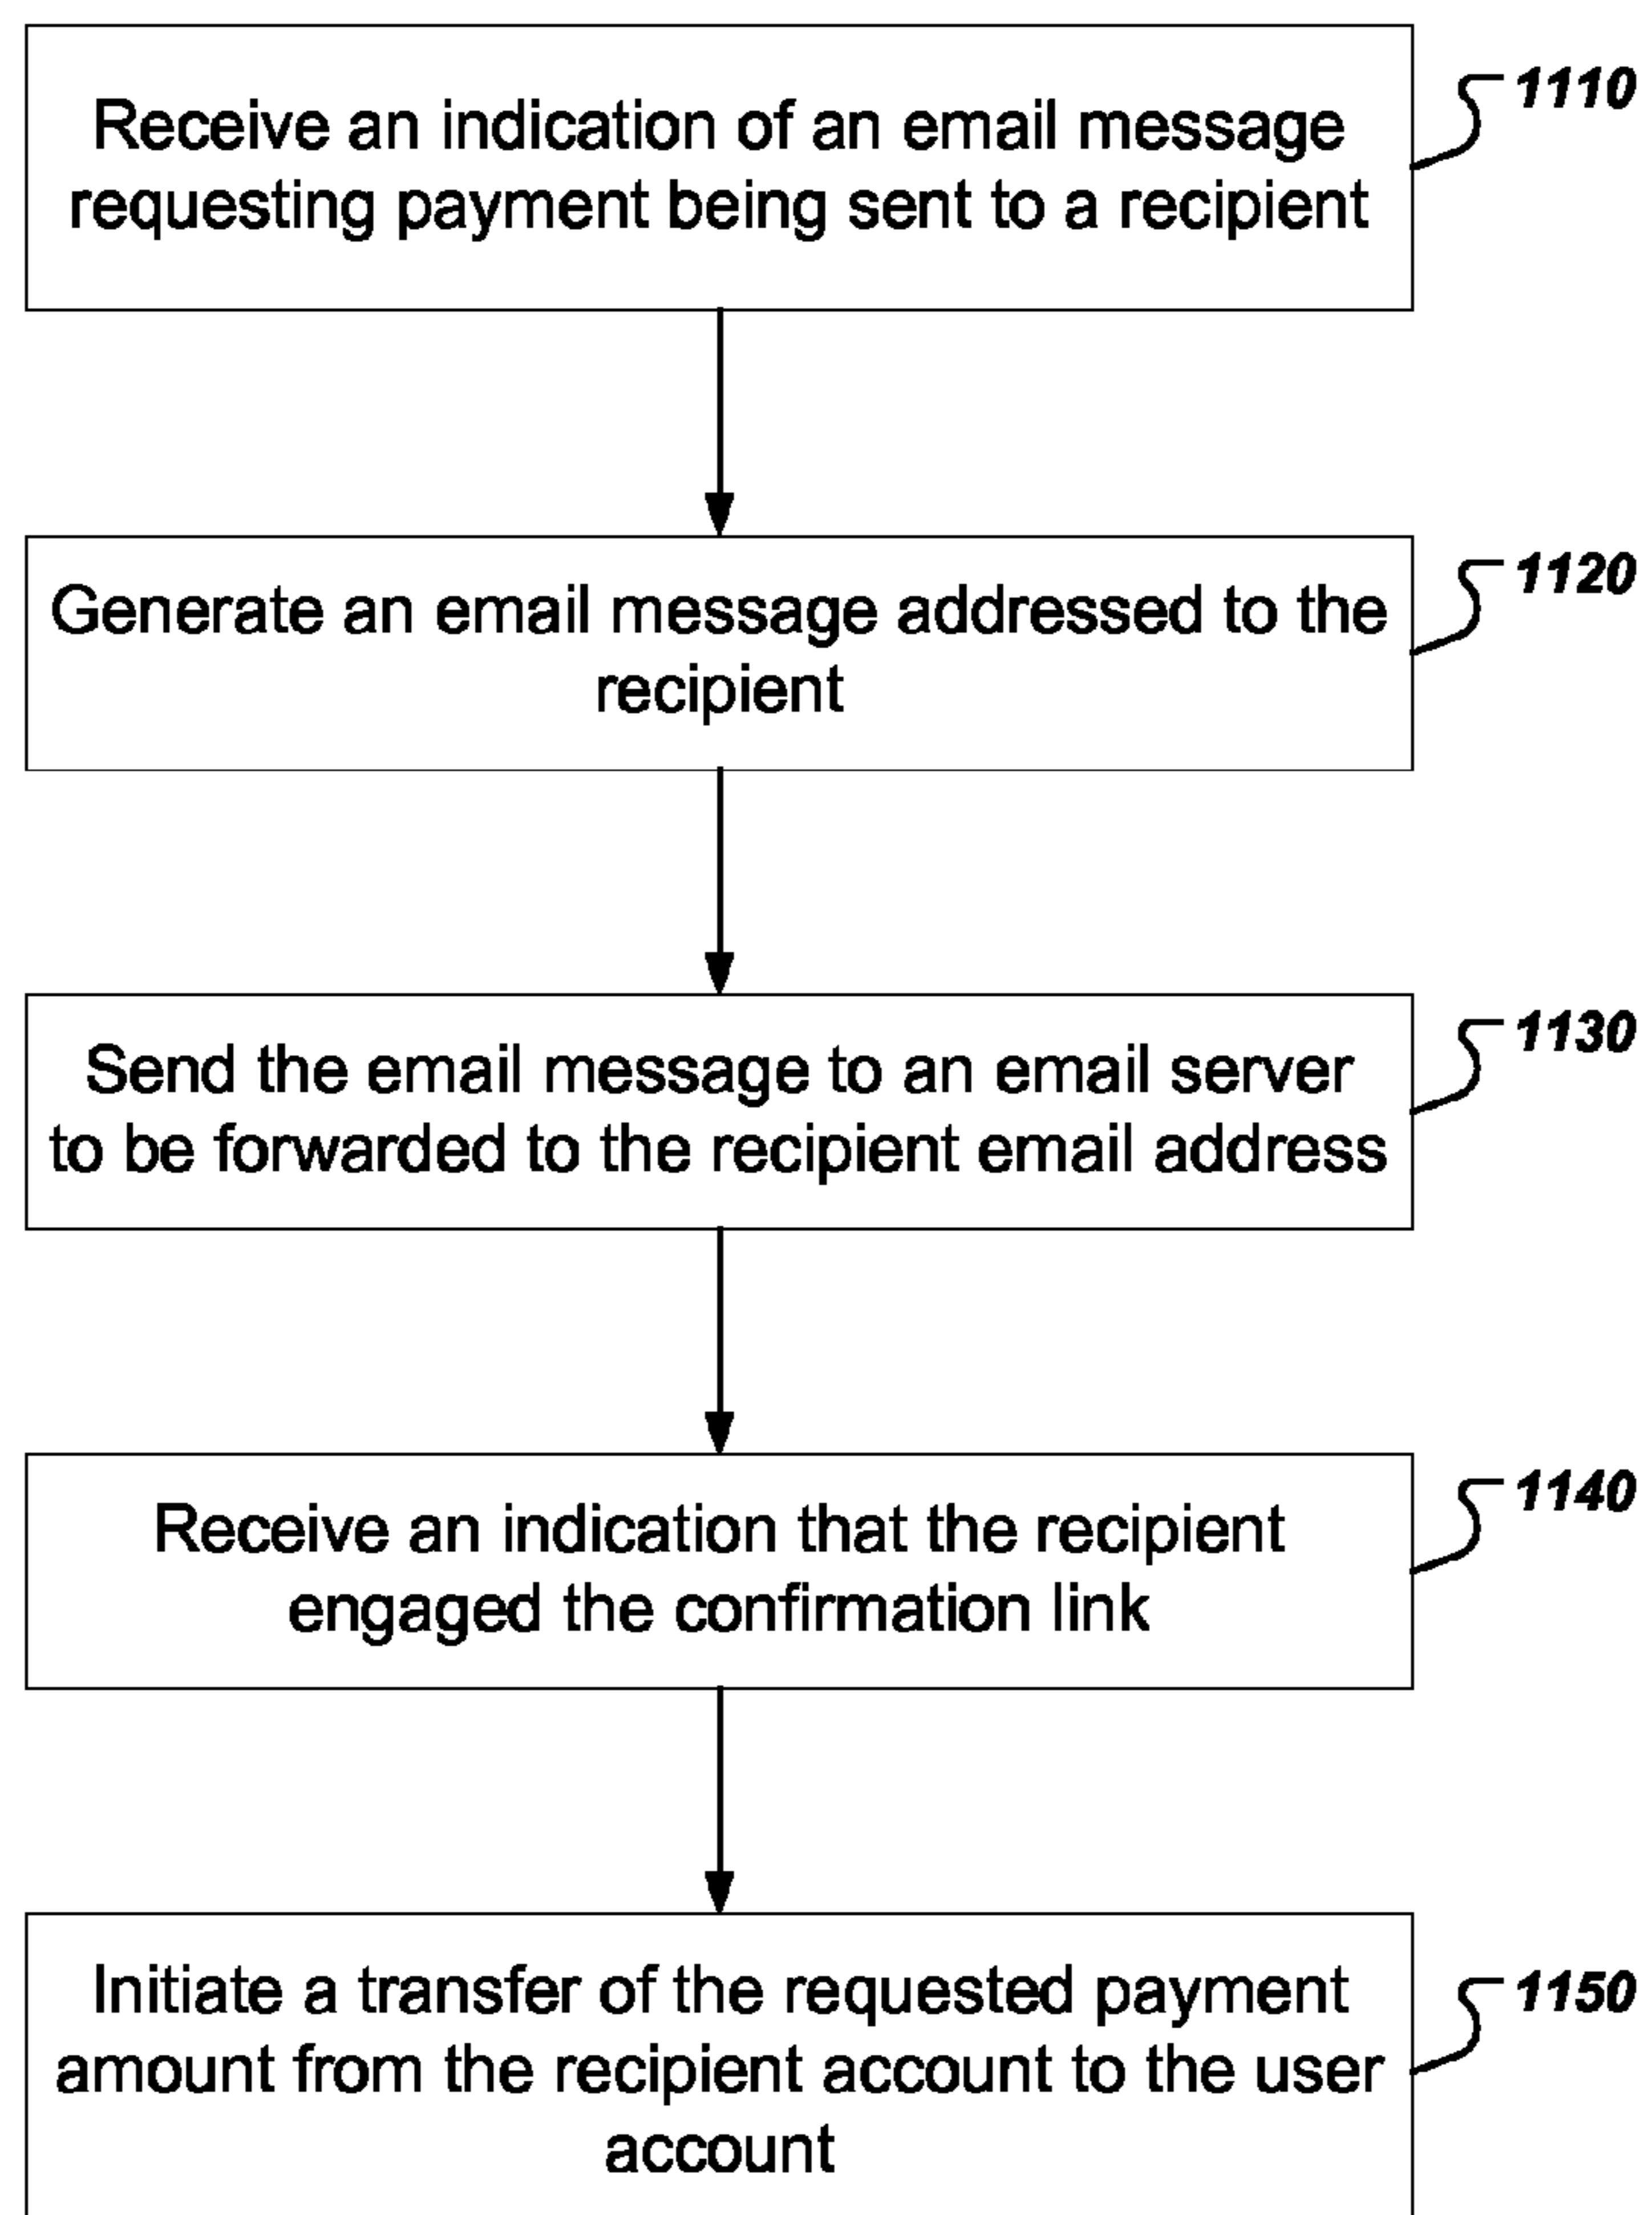 Receive an indication of an email message
requesting payment being sent to a recipient
1110
Generate an email message addressed to the
recipient
1120
Send the email message to an email server
to be forwarded to the recipient email address
1130
Receive an indication that the recipient
engaged the confirmation link
1140
Initiate a transfer of the requested payment
amount from the recipient account to the user
account
1150